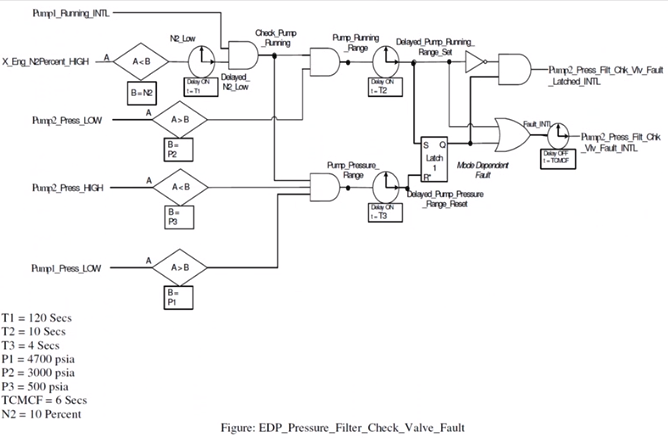 Pump1_Running_INTL
X_Eng_N2Percent_HIGH
A
A<B
B=N2
N2_Low
Delay ON
t=T1
Delayed_
N2_Low
Check_Pump
_Running
Pump_Running
_Range
Delay ON
t=T2
Delayed_Pump_Running_
Range_Set
Pump2_Press_Filt_Chk_Vlv_Fault
_Latched_INTL
Pump2_Press_LOW
A
A>B
B=
P2
S Q
Latch
1
R*
Mode Dependent
Fault
Fault_INTL
Delay OFF
t=TCMCF
Pump2_Press_Filt_Chk
_Vlv_Fault_INTL
Pump2_Press_HIGH
A
A<B
B=
P3
Pump_Pressure_
Range
Delay ON
t=T3
Delayed_Pump_Pressure
_Range_Reset
Pump1_Press_LOW
A
A>B
B=
P1
T1 = 120 Secs
T2 = 10 Secs
T3 = 4 Secs
P1 = 4700 psia
P2 = 3000 psia
P3 = 500 psia
TCMCF = 6 Secs
N2 = 10 Percent
Figure: EDP_Pressure_Filter_Check_Valve_Fault